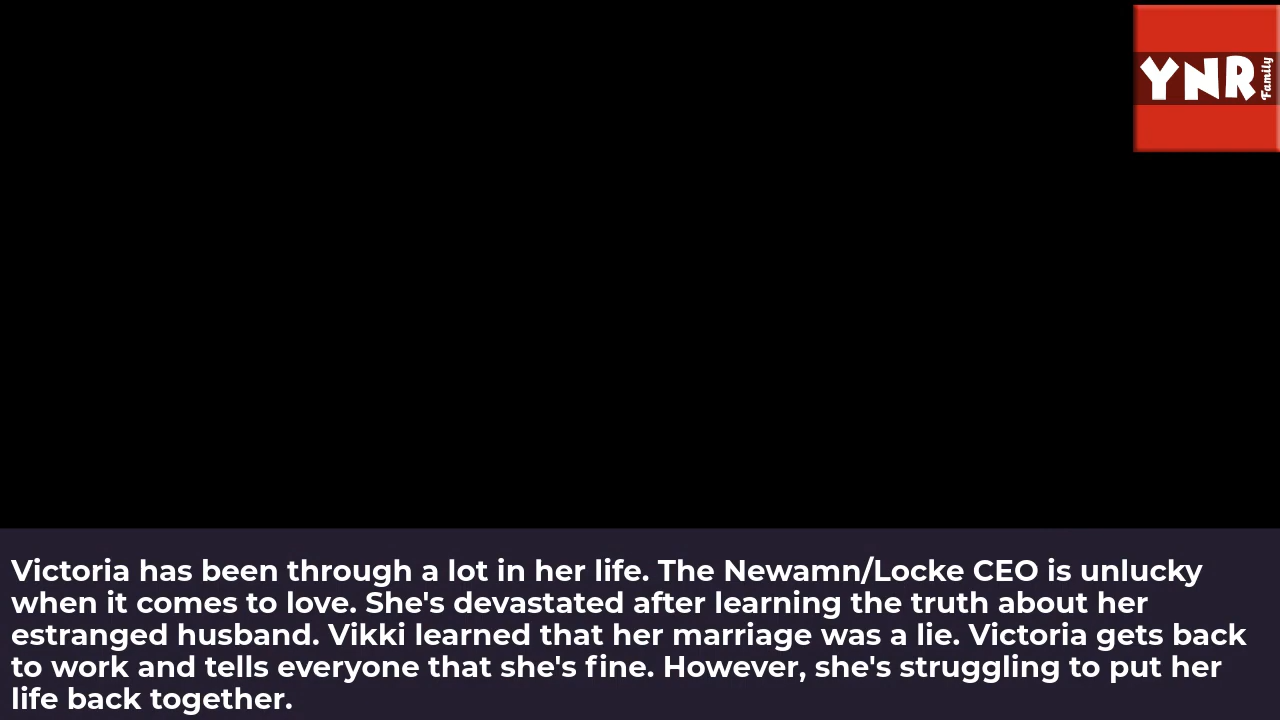 YNR Family
Victoria has been through a lot in her life. The Newamn/Locke CEO is unlucky
when it comes to love. She's devastated after learning the truth about her
estranged husband. Vikki learned that her marriage was a lie. Victoria gets back
to work and tells everyone that she's fine. However, she's struggling to put her
life back together.